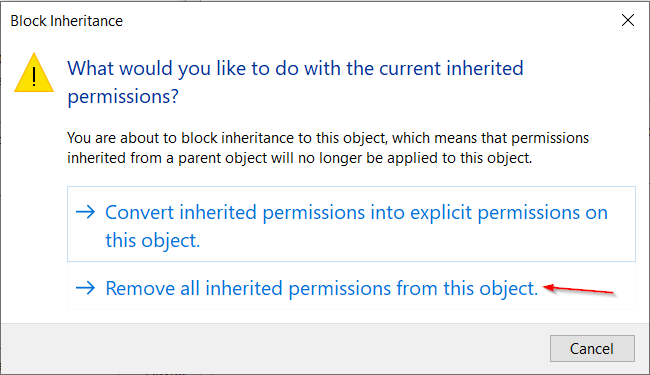 Block Inheritance
What would you like to do with the current inherited
permissions?
You are about to block inheritance to this object, which means that permissions
inherited from a parent object will no longer be applied to this object.
Convert inherited permissions into explicit permissions on
this object.
Remove all inherited permissions from this object.
Cancel